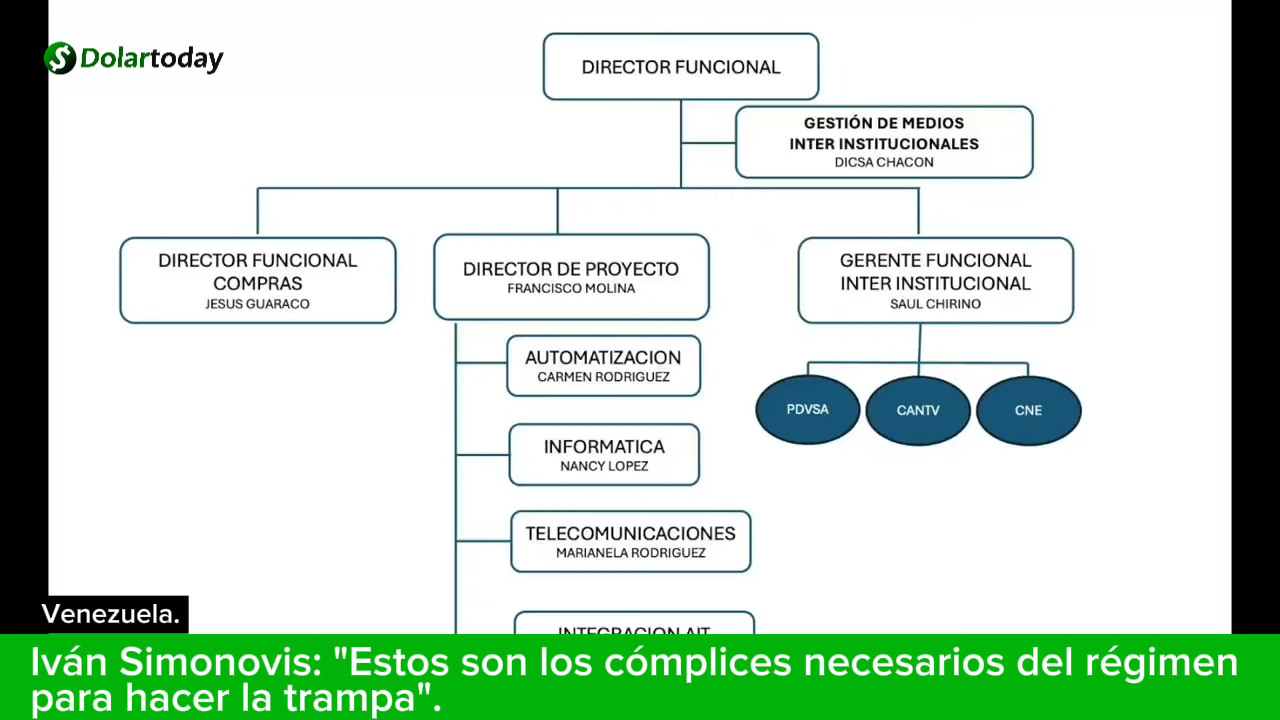 Dolartoday
DIRECTOR FUNCIONAL
GESTIÓN DE MEDIOS
INTER INSTITUCIONALES
DICSA CHACON
DIRECTOR FUNCIONAL
COMPRAS
JESUS GUARACO
DIRECTOR DE PROYECTO
FRANCISCO MOLINA
GERENTE FUNCIONAL
INTER INSTITUCIONAL
SAUL CHIRINO
AUTOMATIZACION
CARMEN RODRIGUEZ
INFORMATICA
NANCY LOPEZ
TELECOMUNICACIONES
MARIANELA RODRIGUEZ
INTEGRACION AIT
PDVSA
CANTV
CNE
Venezuela.
Iván Simonovis: "Estos son los cómplices necesarios del régimen
para hacer la trampa".